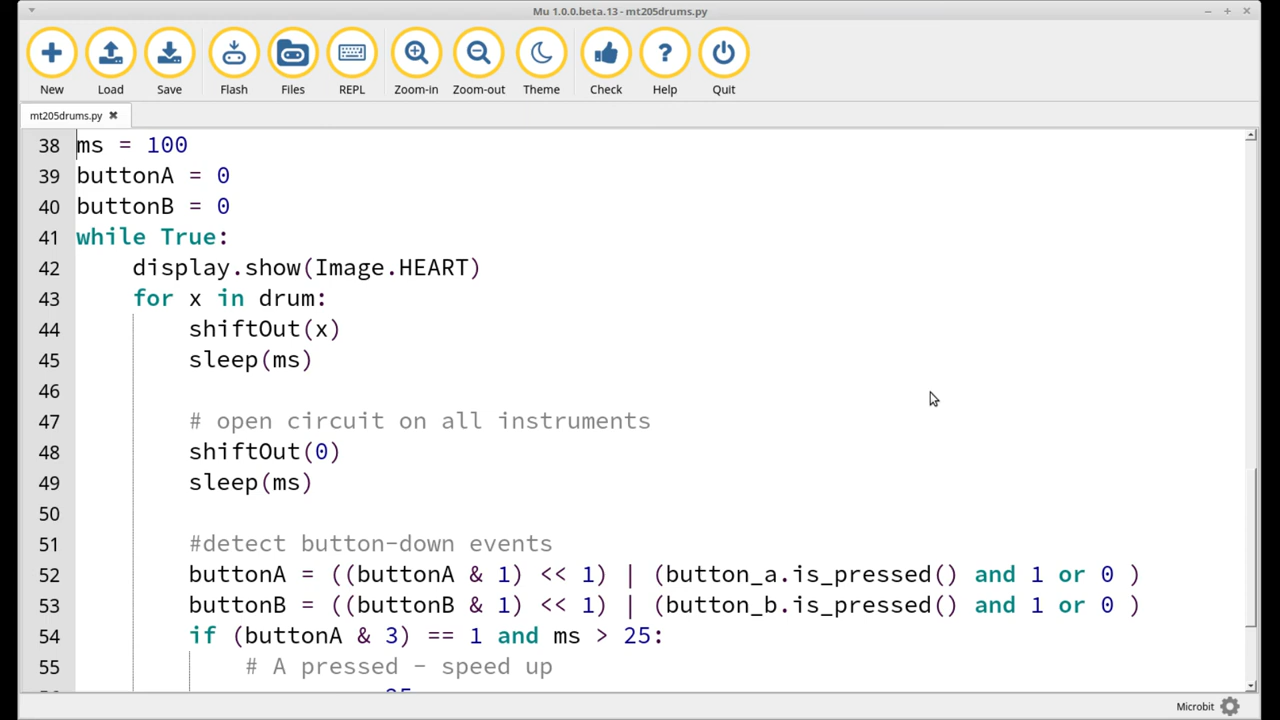 Mu 1.0.0.beta.13 - mt205drums.py
New Load Save Flash Files REPL Zoom-in Zoom-out Theme Check Help Quit
mt205drums.py
38 ms = 100
39 buttonA = 0
40 buttonB = 0
41 while True:
42 display.show(Image.HEART)
43 for x in drum:
44 shiftOut(x)
45 sleep(ms)
46
47 # open circuit on all instruments
48 shiftOut(0)
49 sleep(ms)
50
51 #detect button-down events
52 buttonA = ((buttonA & 1) << 1) | (button_a.is_pressed() and 1 or 0 )
53 buttonB = ((buttonB & 1) << 1) | (button_b.is_pressed() and 1 or 0 )
54 if (buttonA & 3) == 1 and ms > 25:
55 # A pressed - speed up
Microbit